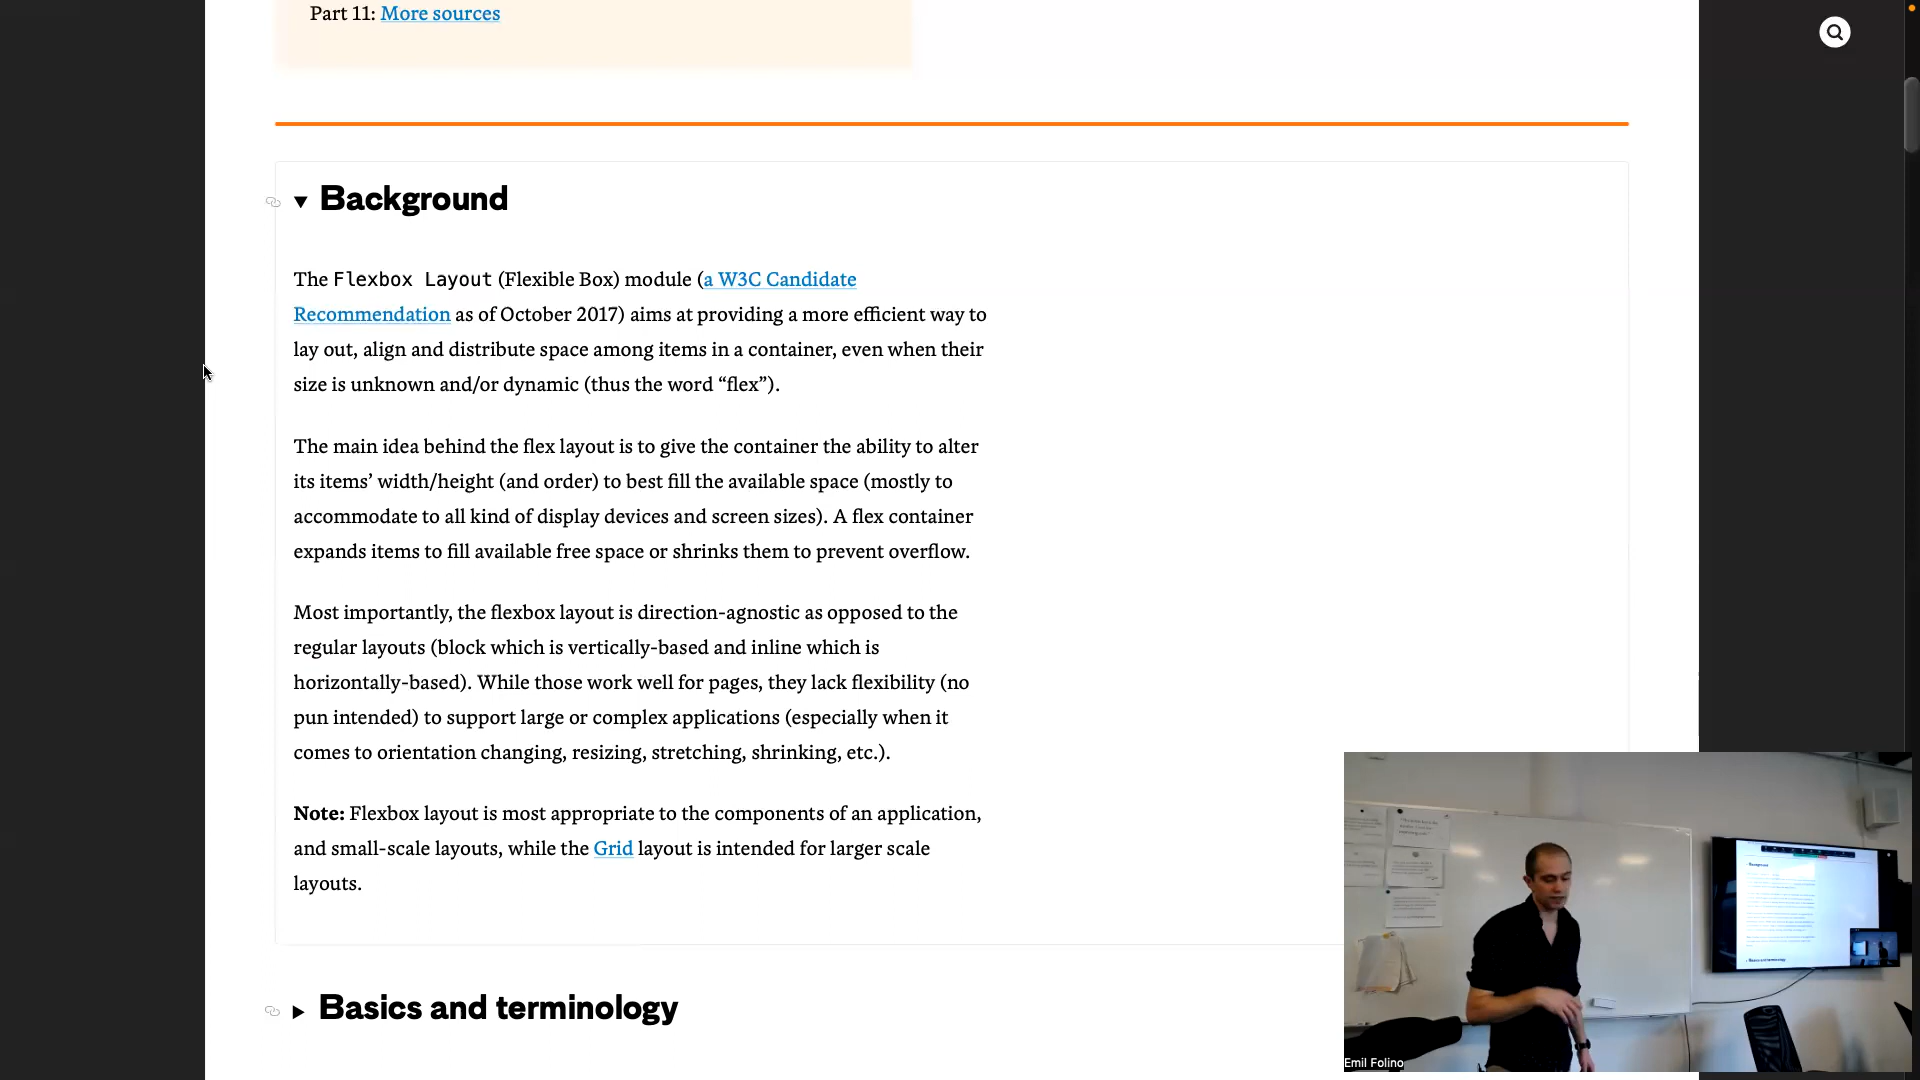 Part 11: More sources
Background
The Flexbox Layout (Flexible Box) module (a W3C Candidate
Recommendation as of October 2017) aims at providing a more efficient way to
lay out, align and distribute space among items in a container, even when their
size is unknown and/or dynamic (thus the word “flex”).
The main idea behind the flex layout is to give the container the ability to alter
its items’ width/height (and order) to best fill the available space (mostly to
accommodate to all kind of display devices and screen sizes). A flex container
expands items to fill available free space or shrinks them to prevent overflow.
Most importantly, the flexbox layout is direction-agnostic as opposed to the
regular layouts (block which is vertically-based and inline which is
horizontally-based). While those work well for pages, they lack flexibility (no
pun intended) to support large or complex applications (especially when it
comes to orientation changing, resizing, stretching, shrinking, etc.).
Note: Flexbox layout is most appropriate to the components of an application,
and small-scale layouts, while the Grid layout is intended for larger scale
layouts.
Basics and terminology
Emil Folino